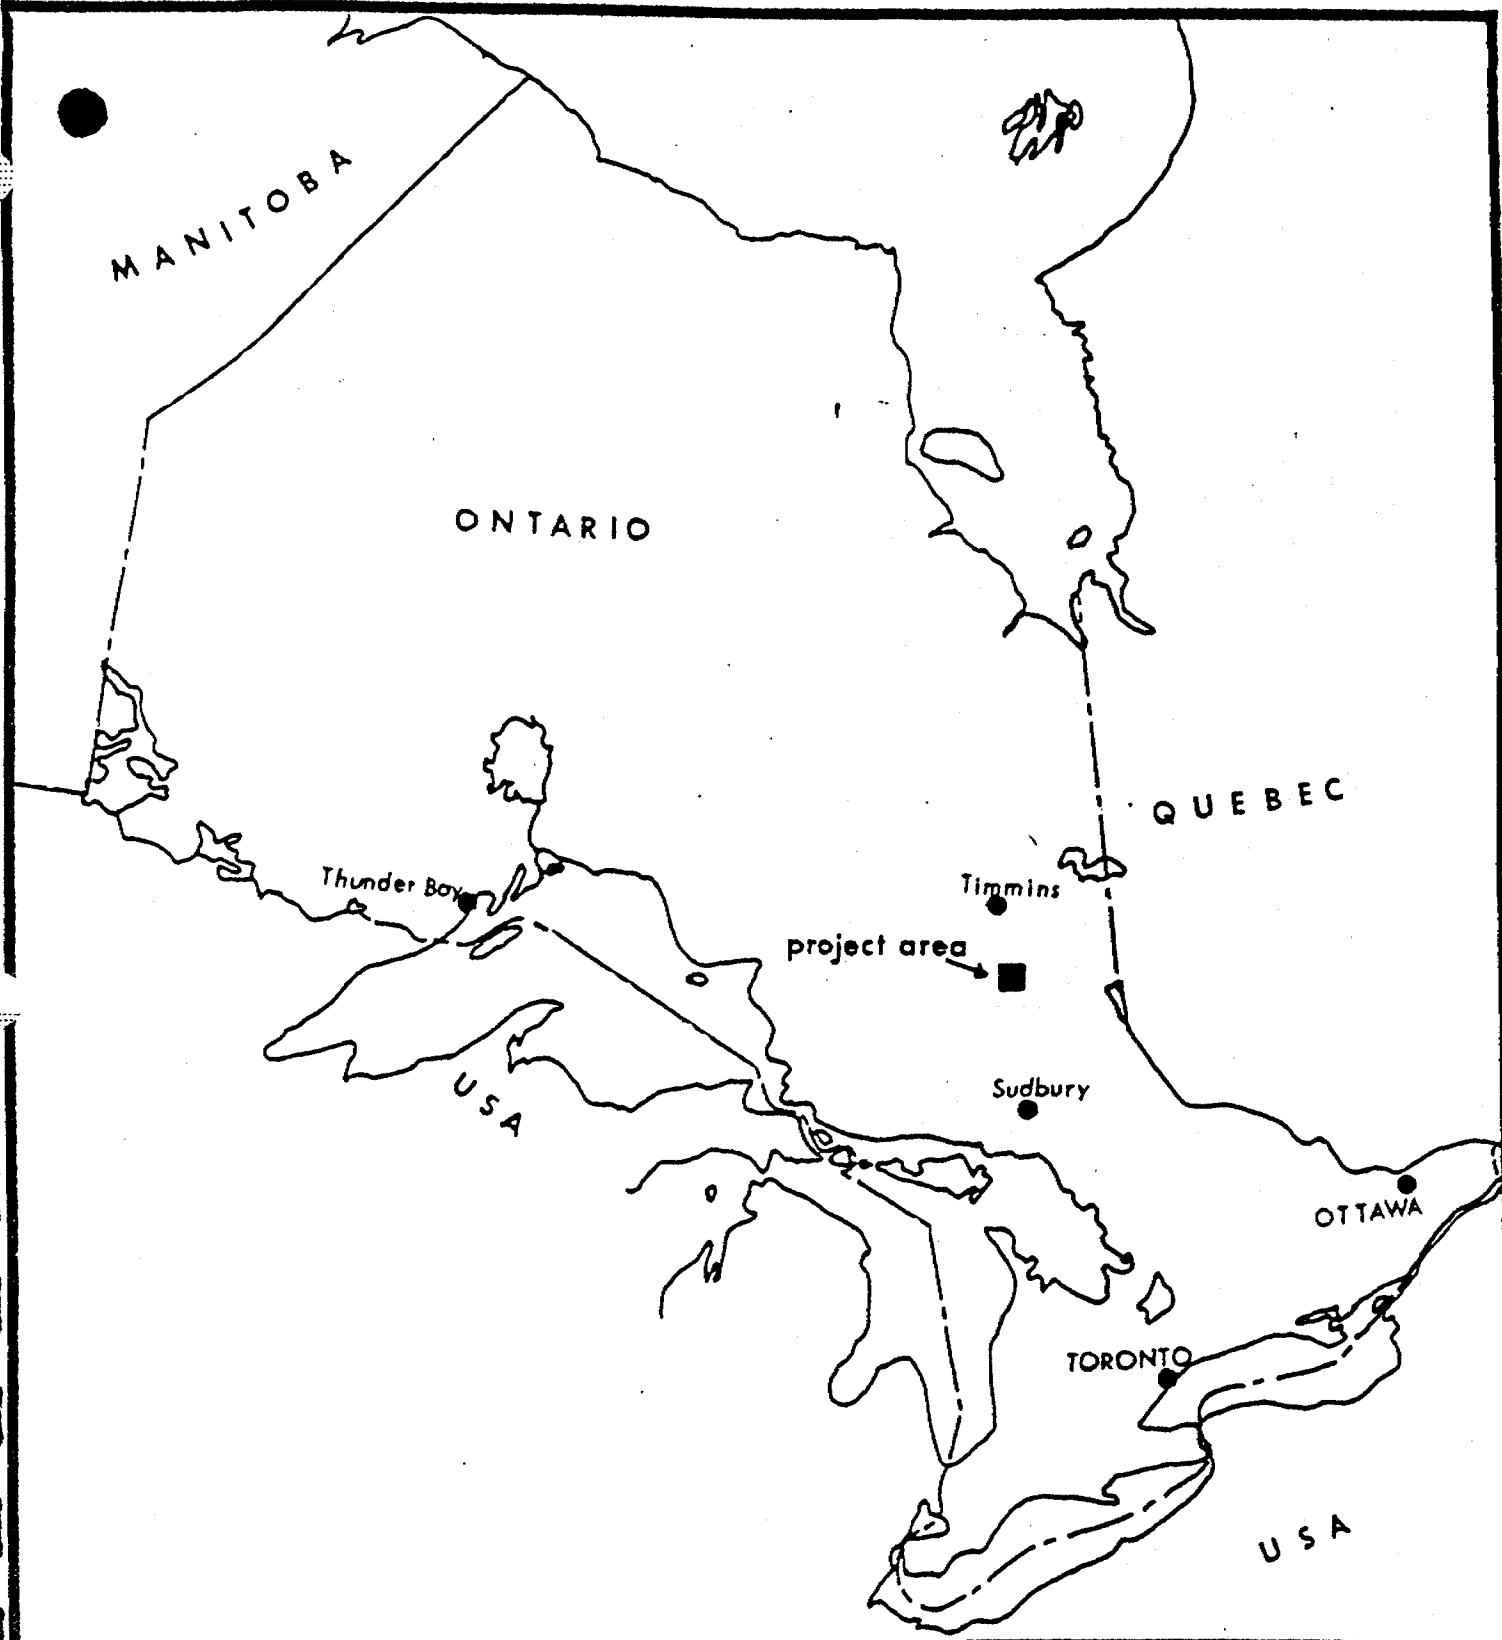 MANITOBA
ONTARIO
QUEBEC
Thunder Bay
Timmins
project area
USA
Sudbury
OTTAWA
TORONTO
USA